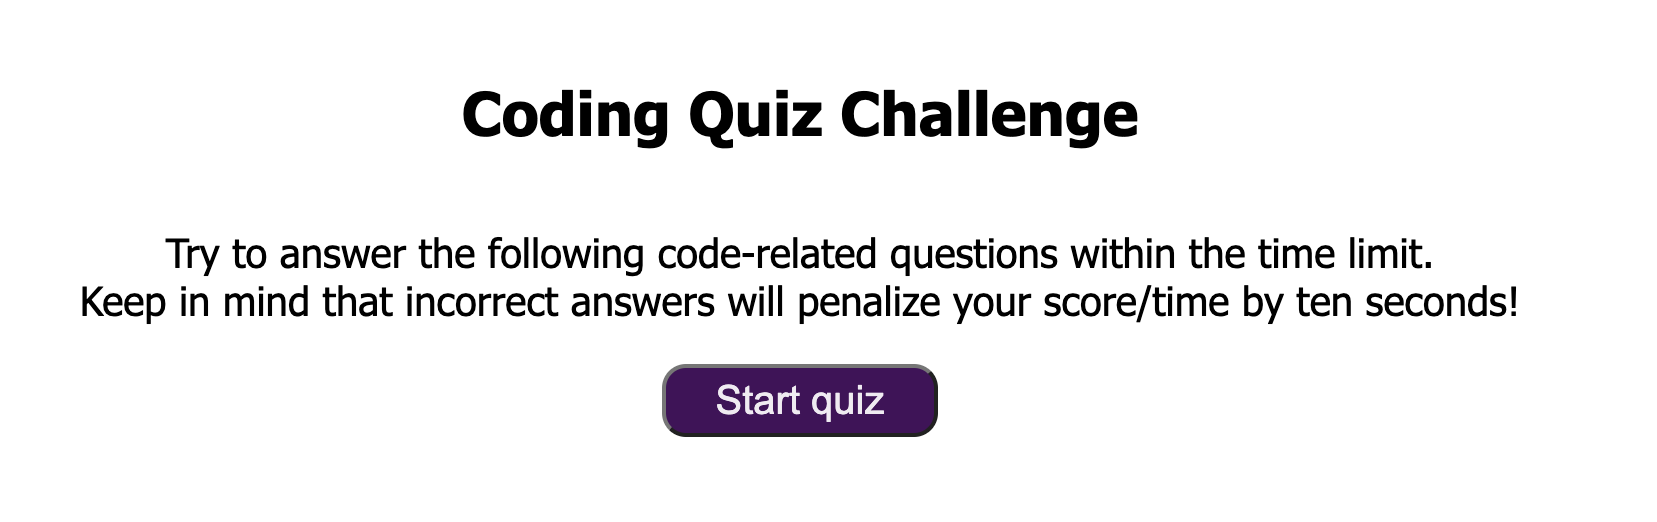 Coding Quiz Challenge
Try to answer the following code-related questions within the time limit.
Keep in mind that incorrect answers will penalize your score/time by ten seconds!
Start quiz